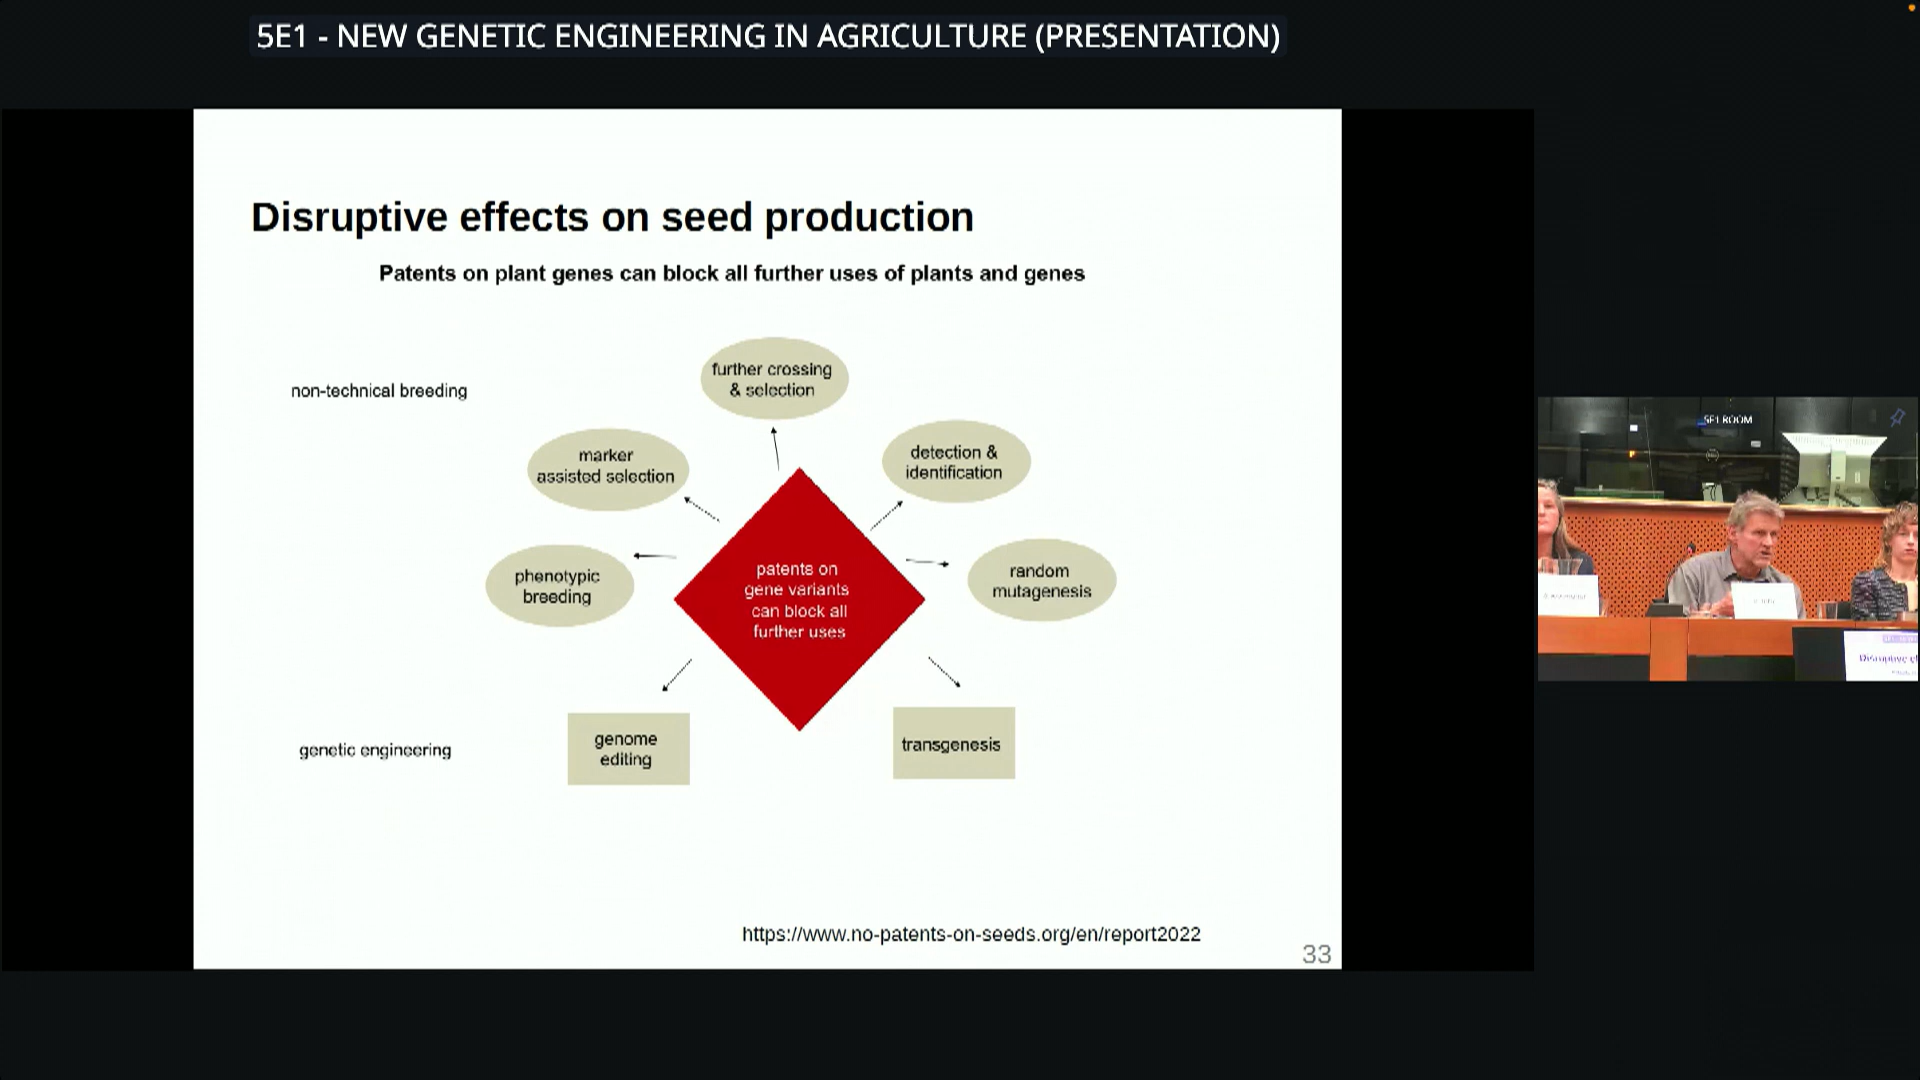 5E1 - NEW GENETIC ENGINEERING IN AGRICULTURE (PRESENTATION)
Disruptive effects on seed production
Patents on plant genes can block all further uses of plants and genes
further crossing
& selection
non-technical breeding
marker
assisted selection
detection &
identification
phenotypic
breeding
patents on
gene variants
can block all
further uses
random
mutagenesis
genetic engineering
genome
editing
transgenesis
https://www.no-patents-on-seeds.org/en/report2022
33
5E1 ROOM
Disruptive ef